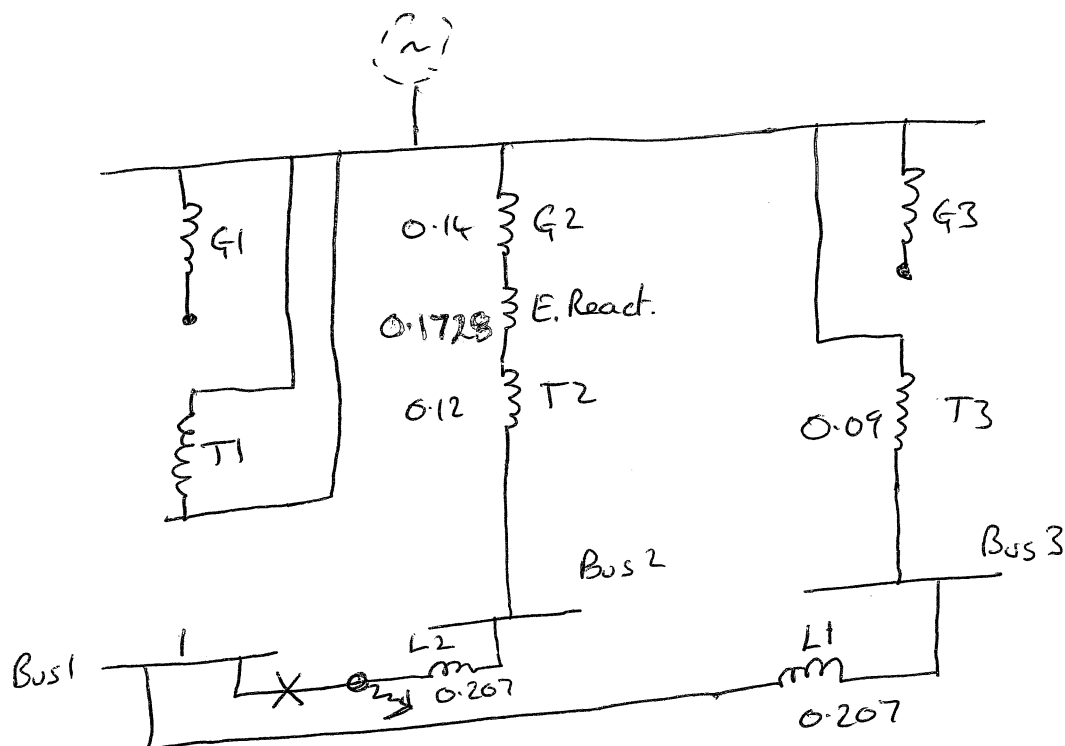 ~
G1
0.14 G2
G3
0.1728 E. React.
T1
0.12 T2
0.09 T3
Bus 2
Bus 3
Bus1
1
L2
0.207
L1
0.207